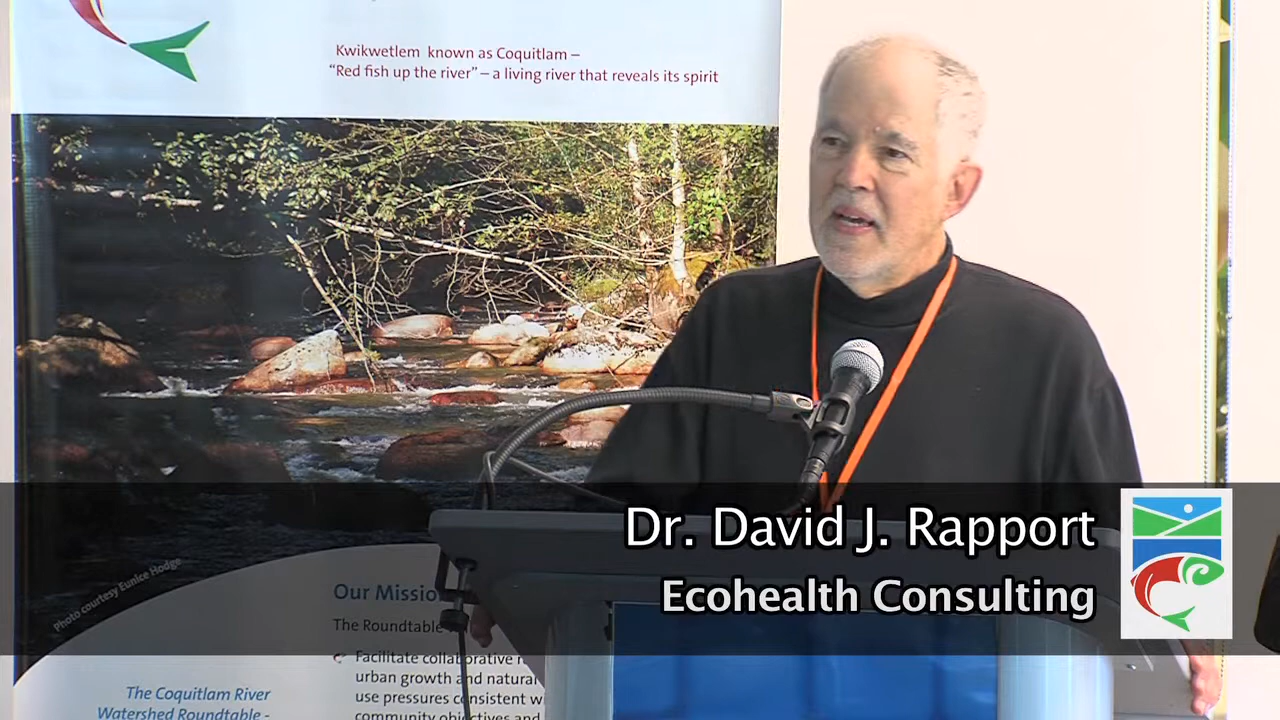 Kwikwetlem known as Coquitlam –
“Red fish up the river” – a living river that reveals its spirit
Dr. David J. Rapport
Ecohealth Consulting
Photo courtesy Eunice Hodge
Our Missio
The Roundtable
Facilitate collaborative
urban growth and natural
use pressures consistent w
community objectives and
The Coquitlam River
Watershed Roundtable -